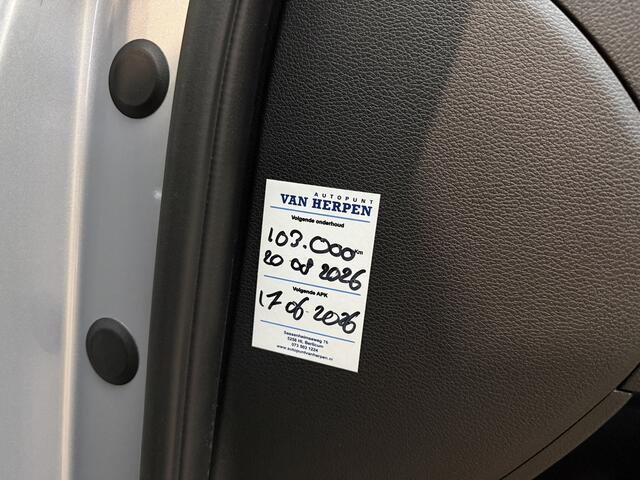 AUTOPUNT
VAN HERPEN
Volgende onderhoud
103.000 Km
20 08 2026
Volgende APK
17 06-2026
5258 HL Berlicum
073 503 1224
www.autopuntvanherpen.nl